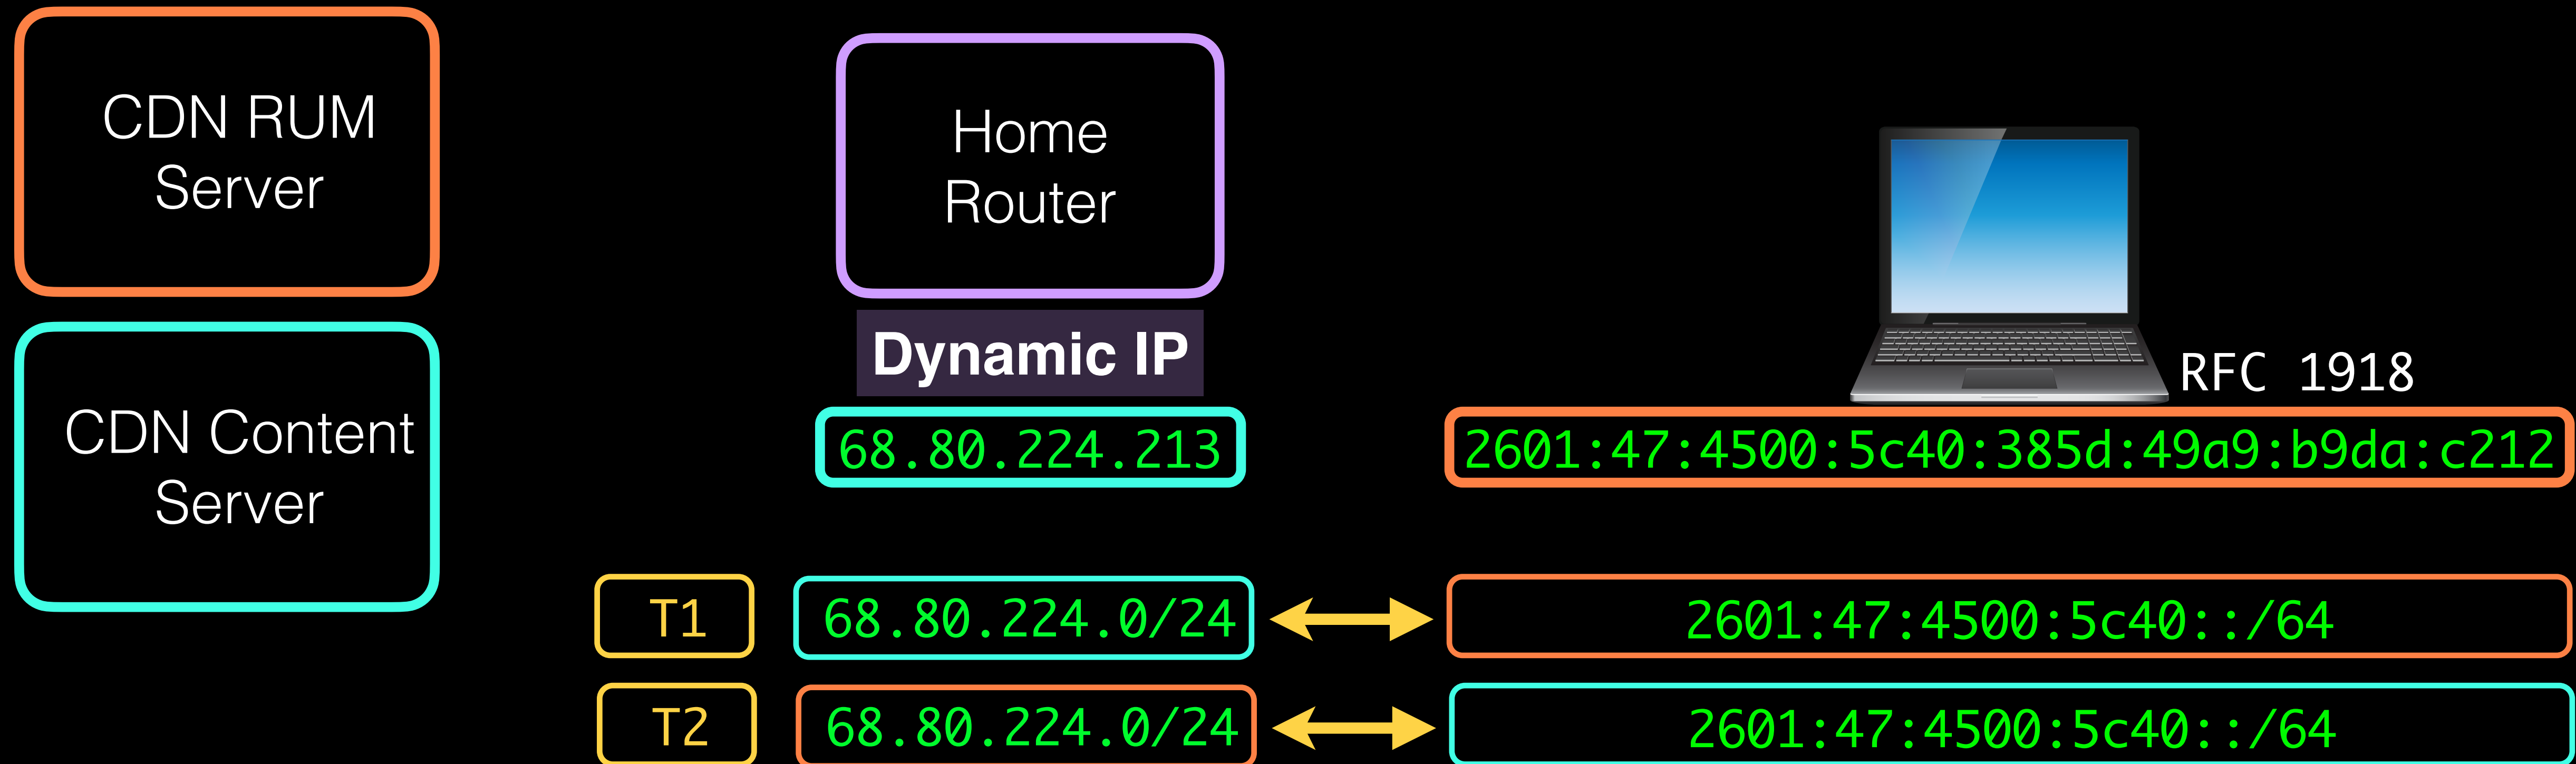 CDN RUM
Server
Home
Router
CDN Content
Server
Dynamic IP
RFC 1918
68.80.224.213
2601:47:4500:5c40:385d:49a9:b9da:c212
T1
68.80.224.0/24
2601:47:4500:5c40::/64
T2
68.80.224.0/24
2601:47:4500:5c40::/64